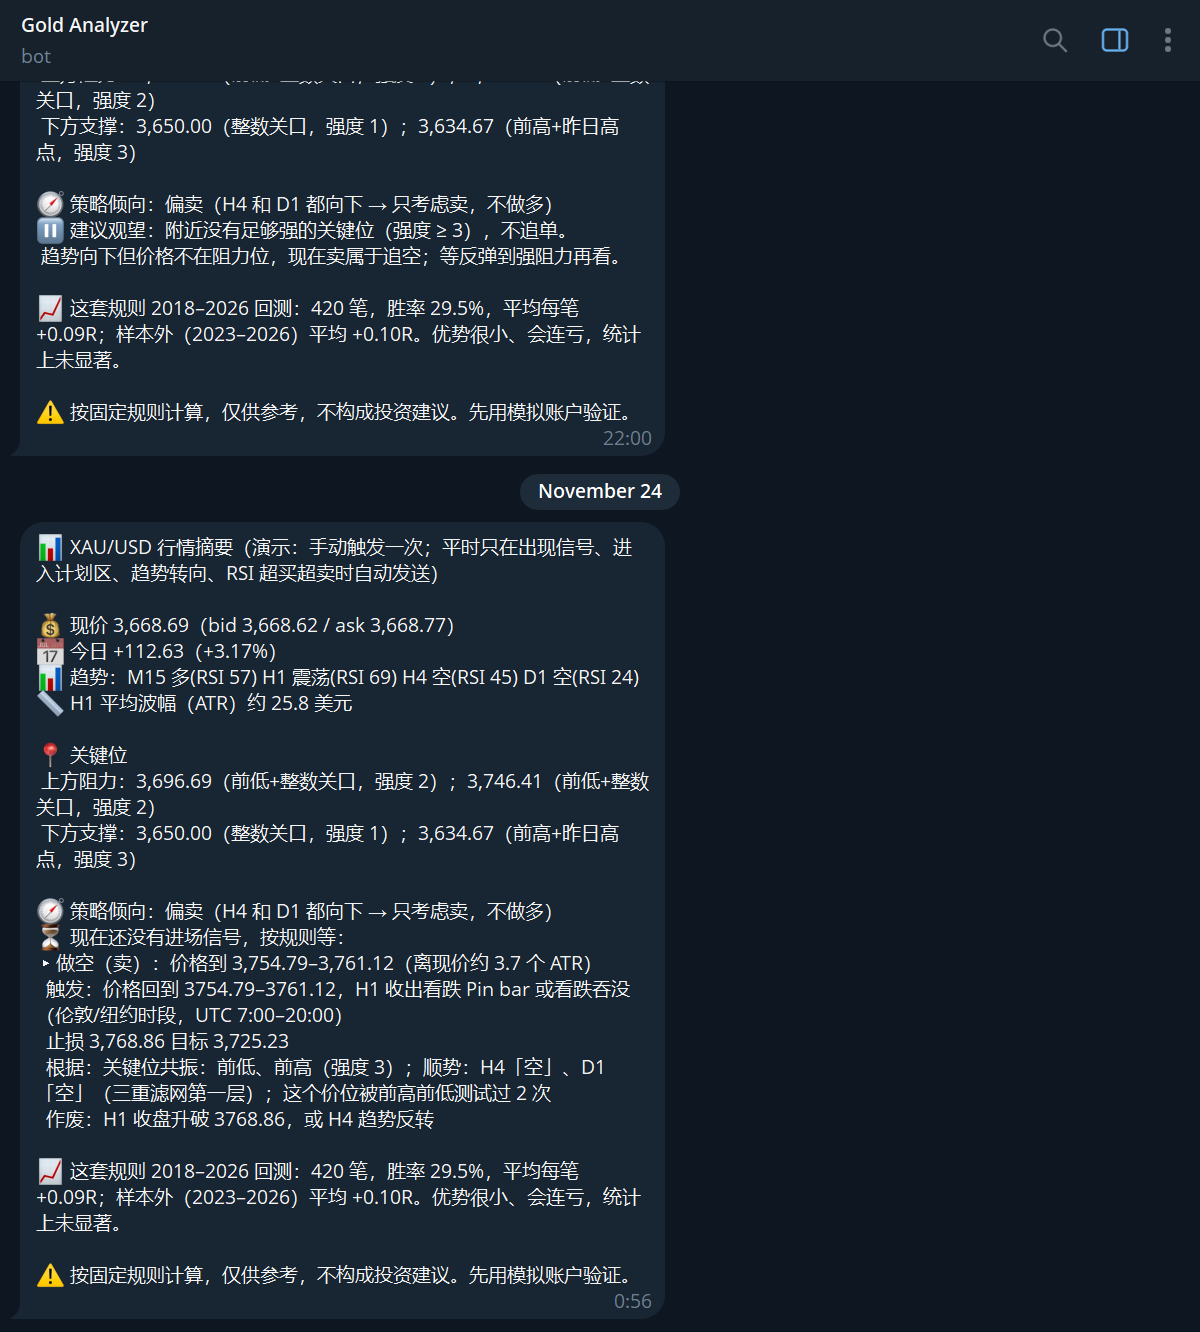 Gold Analyzer
bot
关口，强度 2）
下方支撑：3,650.00（整数关口，强度 1）；3,634.67（前高+昨日高
点，强度 3）
策略倾向：偏卖（H4 和 D1 都向下 → 只考虑卖，不做多）
建议观望：附近没有足够强的关键位（强度 ≥ 3），不追单。
趋势向下但价格不在阻力位，现在卖属于追空；等反弹到强阻力再看。
这套规则 2018–2026 回测：420 笔，胜率 29.5%，平均每笔
+0.09R；样本外（2023–2026）平均 +0.10R。优势很小、会连亏，统计
上未显著。
按固定规则计算，仅供参考，不构成投资建议。先用模拟账户验证。
22:00
November 24
XAU/USD 行情摘要（演示：手动触发一次；平时只在出现信号、进
入计划区、趋势转向、RSI 超买超卖时自动发送）
现价 3,668.69（bid 3,668.62 / ask 3,668.77）
今日 +112.63（+3.17%）
趋势：M15 多(RSI 57) H1 震荡(RSI 69) H4 空(RSI 45) D1 空(RSI 24)
H1 平均波幅（ATR）约 25.8 美元
关键位
上方阻力：3,696.69（前低+整数关口，强度 2）；3,746.41（前低+整数
关口，强度 2）
下方支撑：3,650.00（整数关口，强度 1）；3,634.67（前高+昨日高
点，强度 3）
策略倾向：偏卖（H4 和 D1 都向下 → 只考虑卖，不做多）
现在还没有进场信号，按规则等：
‣ 做空（卖）：价格到 3,754.79–3,761.12（离现价约 3.7 个 ATR）
触发：价格回到 3754.79–3761.12，H1 收出看跌 Pin bar 或看跌吞没
（伦敦/纽约时段，UTC 7:00–20:00）
止损 3,768.86 目标 3,725.23
根据：关键位共振：前低、前高（强度 3）；顺势：H4「空」、D1
「空」（三重滤网第一层）；这个价位被前高前低测试过 2 次
作废：H1 收盘升破 3768.86，或 H4 趋势反转
这套规则 2018–2026 回测：420 笔，胜率 29.5%，平均每笔
+0.09R；样本外（2023–2026）平均 +0.10R。优势很小、会连亏，统计
上未显著。
按固定规则计算，仅供参考，不构成投资建议。先用模拟账户验证。
0:56